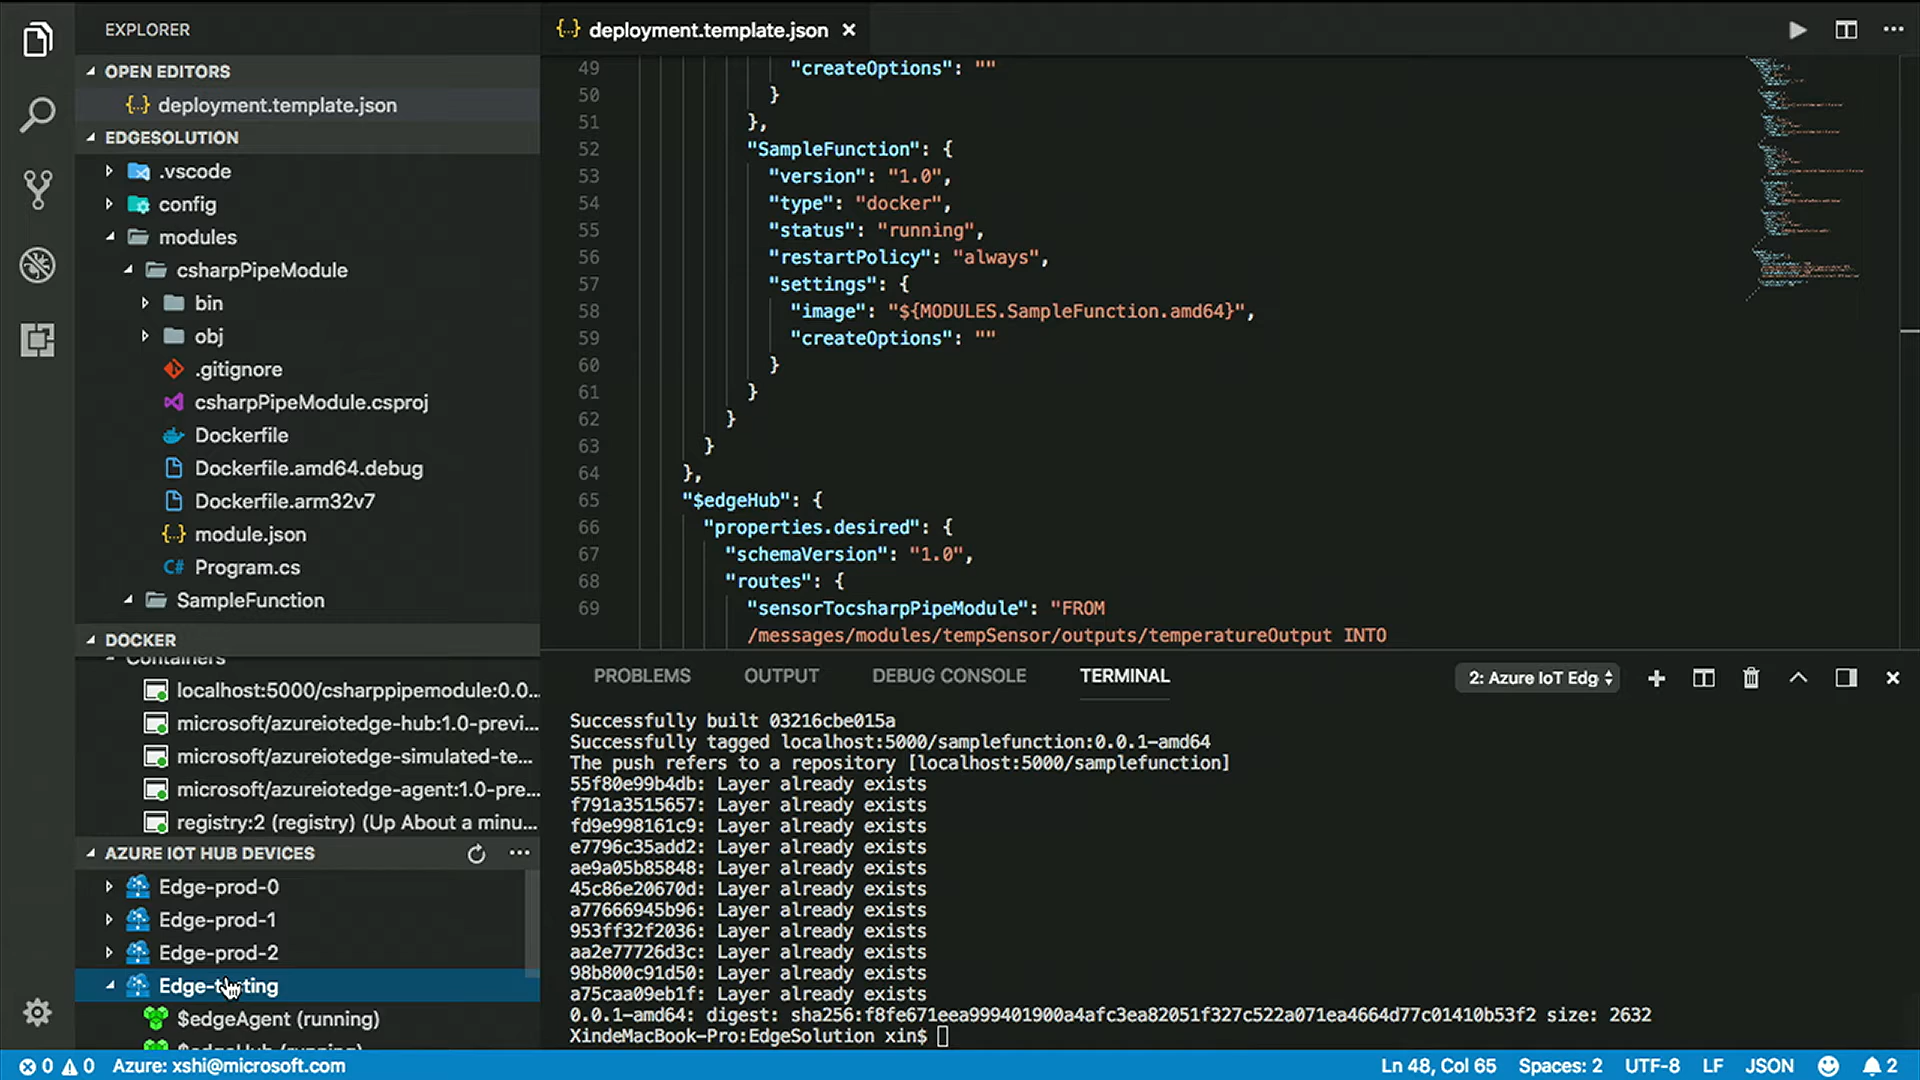 EXPLORER
OPEN EDITORS
{..} deployment.template.json
EDGESOLUTION
.vscode
config
modules
csharpPipeModule
bin
obj
.gitignore
csharpPipeModule.csproj
Dockerfile
Dockerfile.amd64.debug
Dockerfile.arm32v7
{..} module.json
C# Program.cs
SampleFunction
DOCKER
Containers
localhost:5000/csharppipemodule:0.0...
microsoft/azureiotedge-hub:1.0-previ...
microsoft/azureiotedge-simulated-te...
microsoft/azureiotedge-agent:1.0-pre...
registry:2 (registry) (Up About a minu...
AZURE IOT HUB DEVICES ...
Edge-prod-0
Edge-prod-1
Edge-prod-2
Edge-testing
$edgeAgent (running)
$edgeHub (running)
{..} deployment.template.json ×
49 "createOptions": ""
50 }
51 },
52 "SampleFunction": {
53 "version": "1.0",
54 "type": "docker",
55 "status": "running",
56 "restartPolicy": "always",
57 "settings": {
58 "image": "${MODULES.SampleFunction.amd64}",
59 "createOptions": ""
60 }
61 }
62 }
63 }
64 },
65 "$edgeHub": {
66 "properties.desired": {
67 "schemaVersion": "1.0",
68 "routes": {
69 "sensorTocsharpPipeModule": "FROM
/messages/modules/tempSensor/outputs/temperatureOutput INTO
PROBLEMS OUTPUT DEBUG CONSOLE TERMINAL 2: Azure IoT Edg
Successfully built 03216cbe015a
Successfully tagged localhost:5000/samplefunction:0.0.1-amd64
The push refers to a repository [localhost:5000/samplefunction]
55f80e99b4db: Layer already exists
f791a3515657: Layer already exists
fd9e998161c9: Layer already exists
e7796c35add2: Layer already exists
ae9a05b85848: Layer already exists
45c86e20670d: Layer already exists
a77666945b96: Layer already exists
953ff32f2036: Layer already exists
aa2e77726d3c: Layer already exists
98b800c91d50: Layer already exists
a75caa09eb1f: Layer already exists
0.0.1-amd64: digest: sha256:f8fe671eea999401900a4afc3ea82051f327c522a071ea4664d77c01410b53f2 size: 2632
XindeMacBook-Pro:EdgeSolution xin$
0 0 Azure: xshi@microsoft.com Ln 48, Col 65 Spaces: 2 UTF-8 LF JSON 2